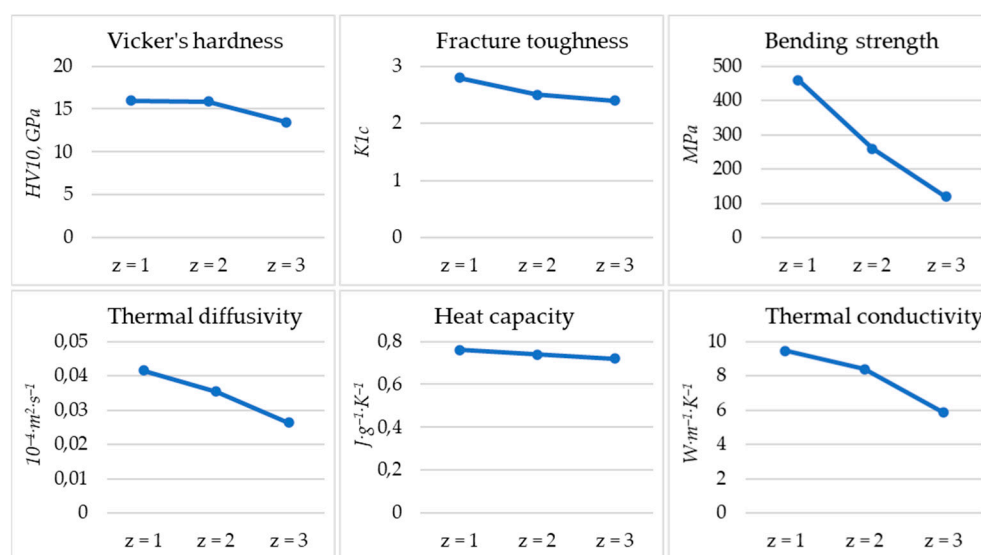 Vicker's hardness
20
15
10
5
0
HV10, GPa
z = 1 z = 2 z = 3
Fracture toughness
3
2
1
0
K1c
z = 1 z = 2 z = 3
Bending strength
500
400
300
200
100
0
MPa
z = 1 z = 2 z = 3
Thermal diffusivity
0,05
0,04
0,03
0,02
0,01
0
10⁻⁴·m²·s⁻¹
z = 1 z = 2 z = 3
Heat capacity
0,8
0,6
0,4
0,2
0
J·g⁻¹·K⁻¹
z = 1 z = 2 z = 3
Thermal conductivity
10
8
6
4
2
0
W·m⁻¹·K⁻¹
z = 1 z = 2 z = 3